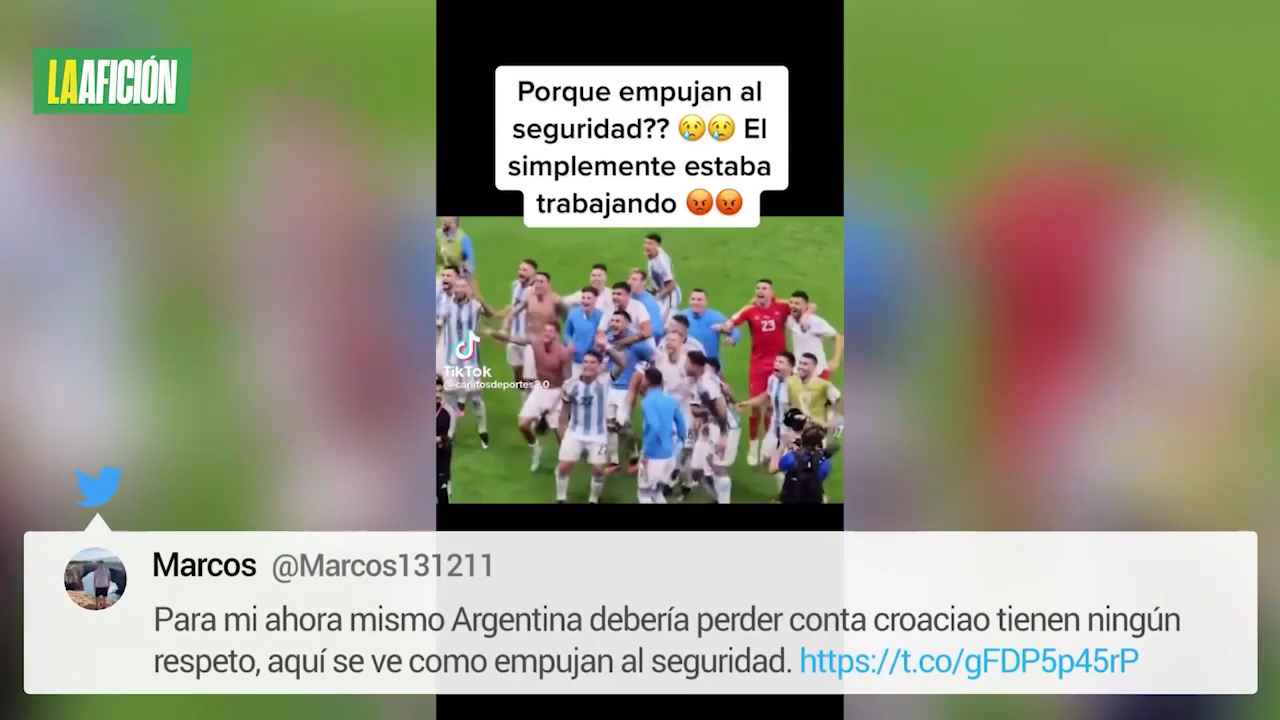 LAAFICIÓN
Porque empujan al
seguridad?? 😢😢 El
simplemente estaba
trabajando 😡😡
23
TikTok
@carlitosdeportes3.0
Marcos @Marcos131211
Para mi ahora mismo Argentina debería perder conta croaciao tienen ningún
respeto, aquí se ve como empujan al seguridad. https://t.co/gFDP5p45rP